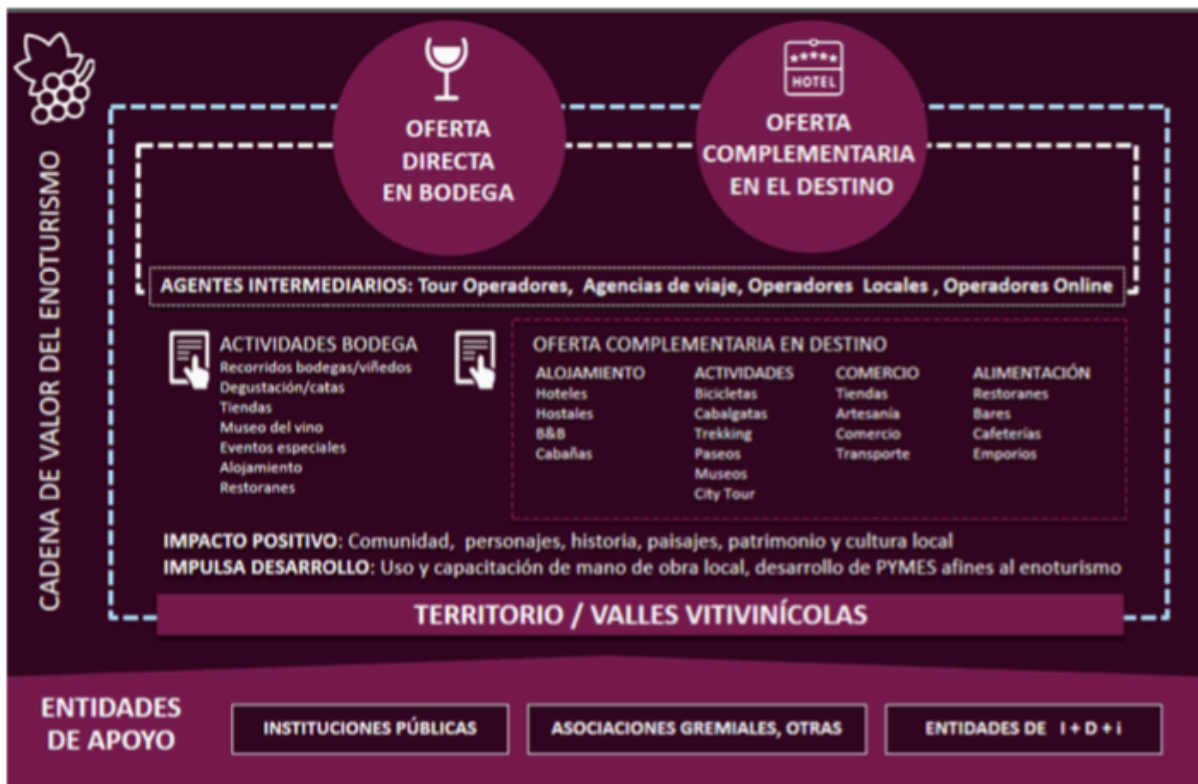 CADENA DE VALOR DEL ENOTURISMO
OFERTA
DIRECTA
EN BODEGA
HOTEL
OFERTA
COMPLEMENTARIA
EN EL DESTINO
AGENTES INTERMEDIARIOS: Tour Operadores, Agencias de viaje, Operadores Locales , Operadores Online
ACTIVIDADES BODEGA
Recorridos bodegas/viñedos
Degustación/catas
Tiendas
Museo del vino
Eventos especiales
Alojamiento
Restoranes
OFERTA COMPLEMENTARIA EN DESTINO
ALOJAMIENTO
Hoteles
Hostales
B&B
Cabañas
ACTIVIDADES
Bicicletas
Cabalgatas
Trekking
Paseos
Museos
City Tour
COMERCIO
Tiendas
Artesanía
Comercio
Transporte
ALIMENTACIÓN
Restoranes
Bares
Cafeterías
Emporios
IMPACTO POSITIVO: Comunidad, personajes, historia, paisajes, patrimonio y cultura local
IMPULSA DESARROLLO: Uso y capacitación de mano de obra local, desarrollo de PYMES afines al enoturismo
TERRITORIO / VALLES VITIVINÍCOLAS
ENTIDADES
DE APOYO
INSTITUCIONES PÚBLICAS
ASOCIACIONES GREMIALES, OTRAS
ENTIDADES DE I + D + i